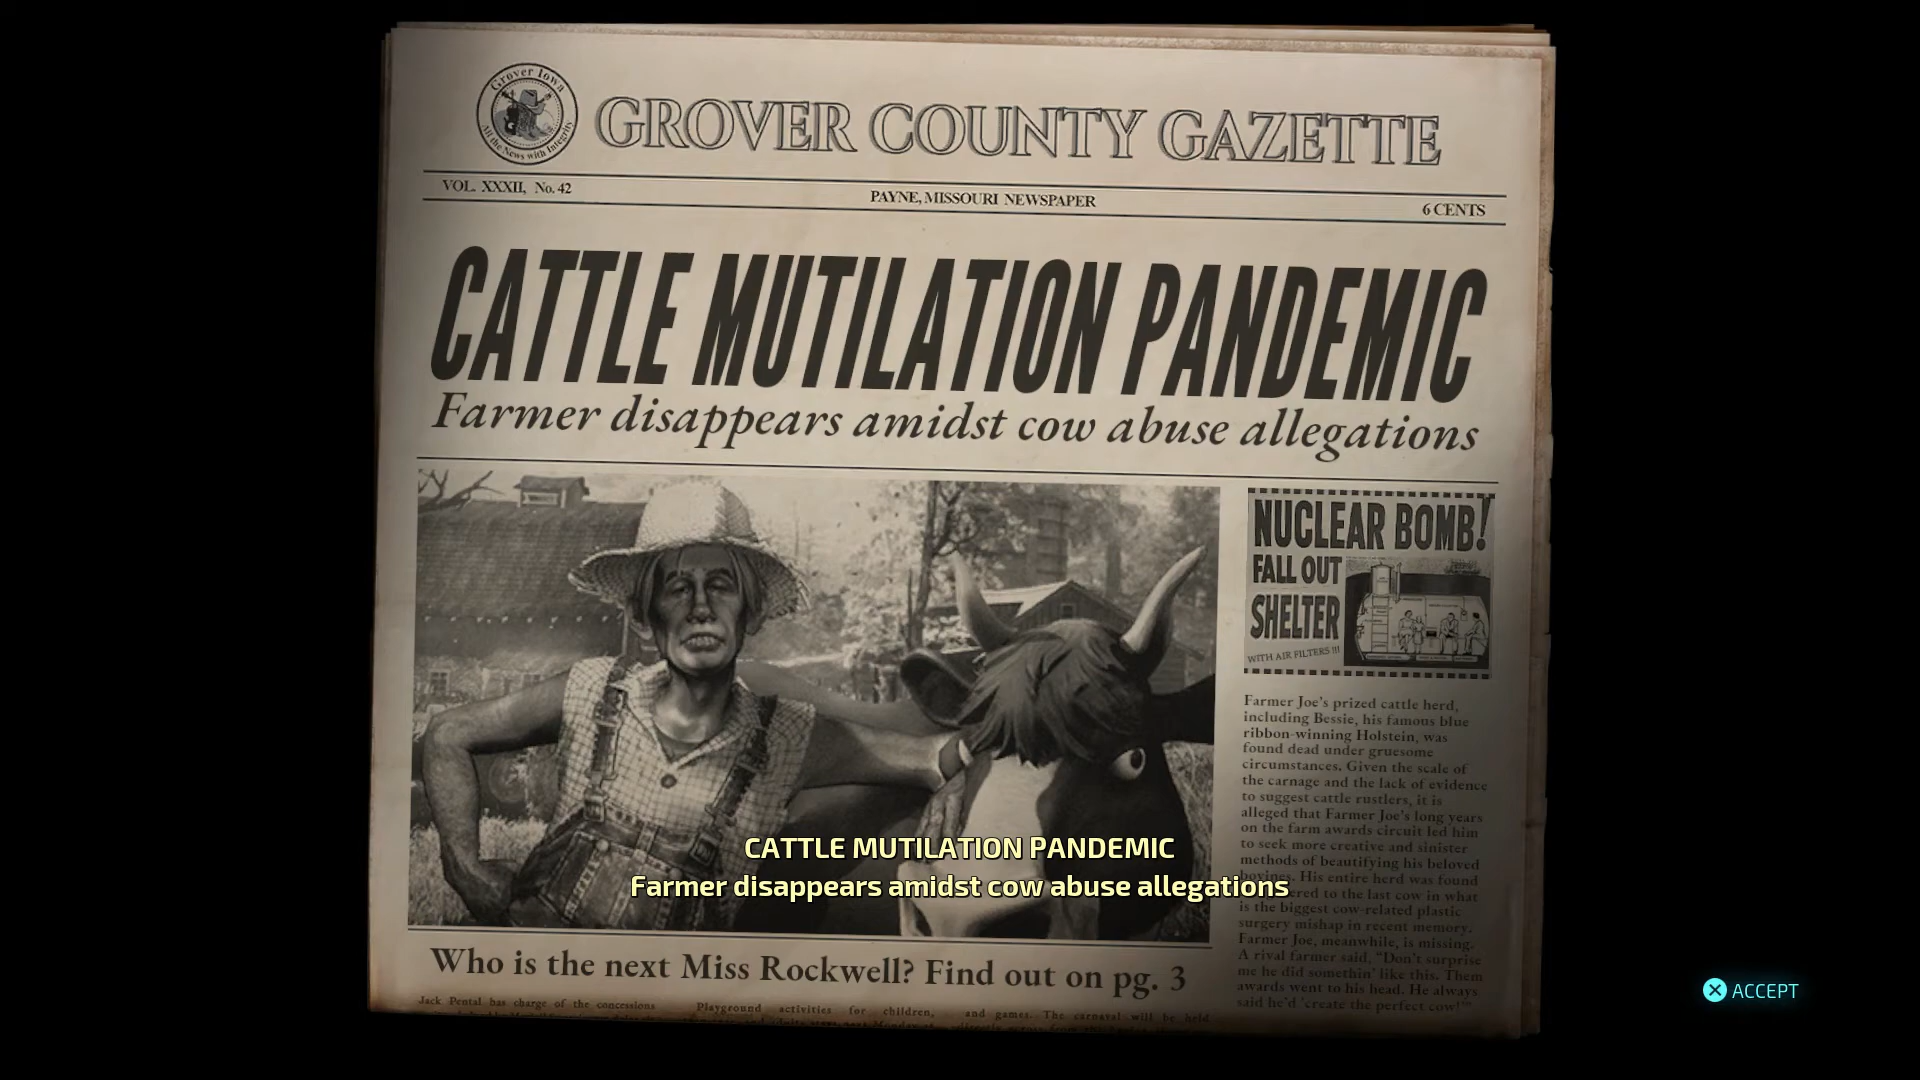 Grover Iowa
All the News with Integrity
GROVER COUNTY GAZETTE
VOL. XXXII, No. 42
PAYNE, MISSOURI NEWSPAPER
6 CENTS
CATTLE MUTILATION PANDEMIC
Farmer disappears amidst cow abuse allegations
NUCLEAR BOMB!
FALL OUT
SHELTER
WITH AIR FILTERS !!!
Farmer Joe's prized cattle herd,
including Bessie, his famous blue
ribbon-winning Holstein, was
found dead under gruesome
circumstances. Given the scale of
the carnage and the lack of evidence
to suggest cattle rustlers, it is
alleged that Farmer Joe's long years
on the farm awards circuit led him
to seek more creative and sinister
methods of beautifying his beloved
bovines. His entire herd was found
to the last cow in what
is the biggest cow-related plastic
surgery mishap in recent memory.
Farmer Joe, meanwhile, is missing.
A rival farmer said, "Don't surprise
me he did somethin' like this. Them
awards went to his head. He always
said he'd 'create the perfect cow!'"
CATTLE MUTILATION PANDEMIC
Farmer disappears amidst cow abuse allegations
Who is the next Miss Rockwell? Find out on pg. 3
Jack Pental has charge of the concessions
Playground activities for children,
and games. The carnaval will be held
ACCEPT